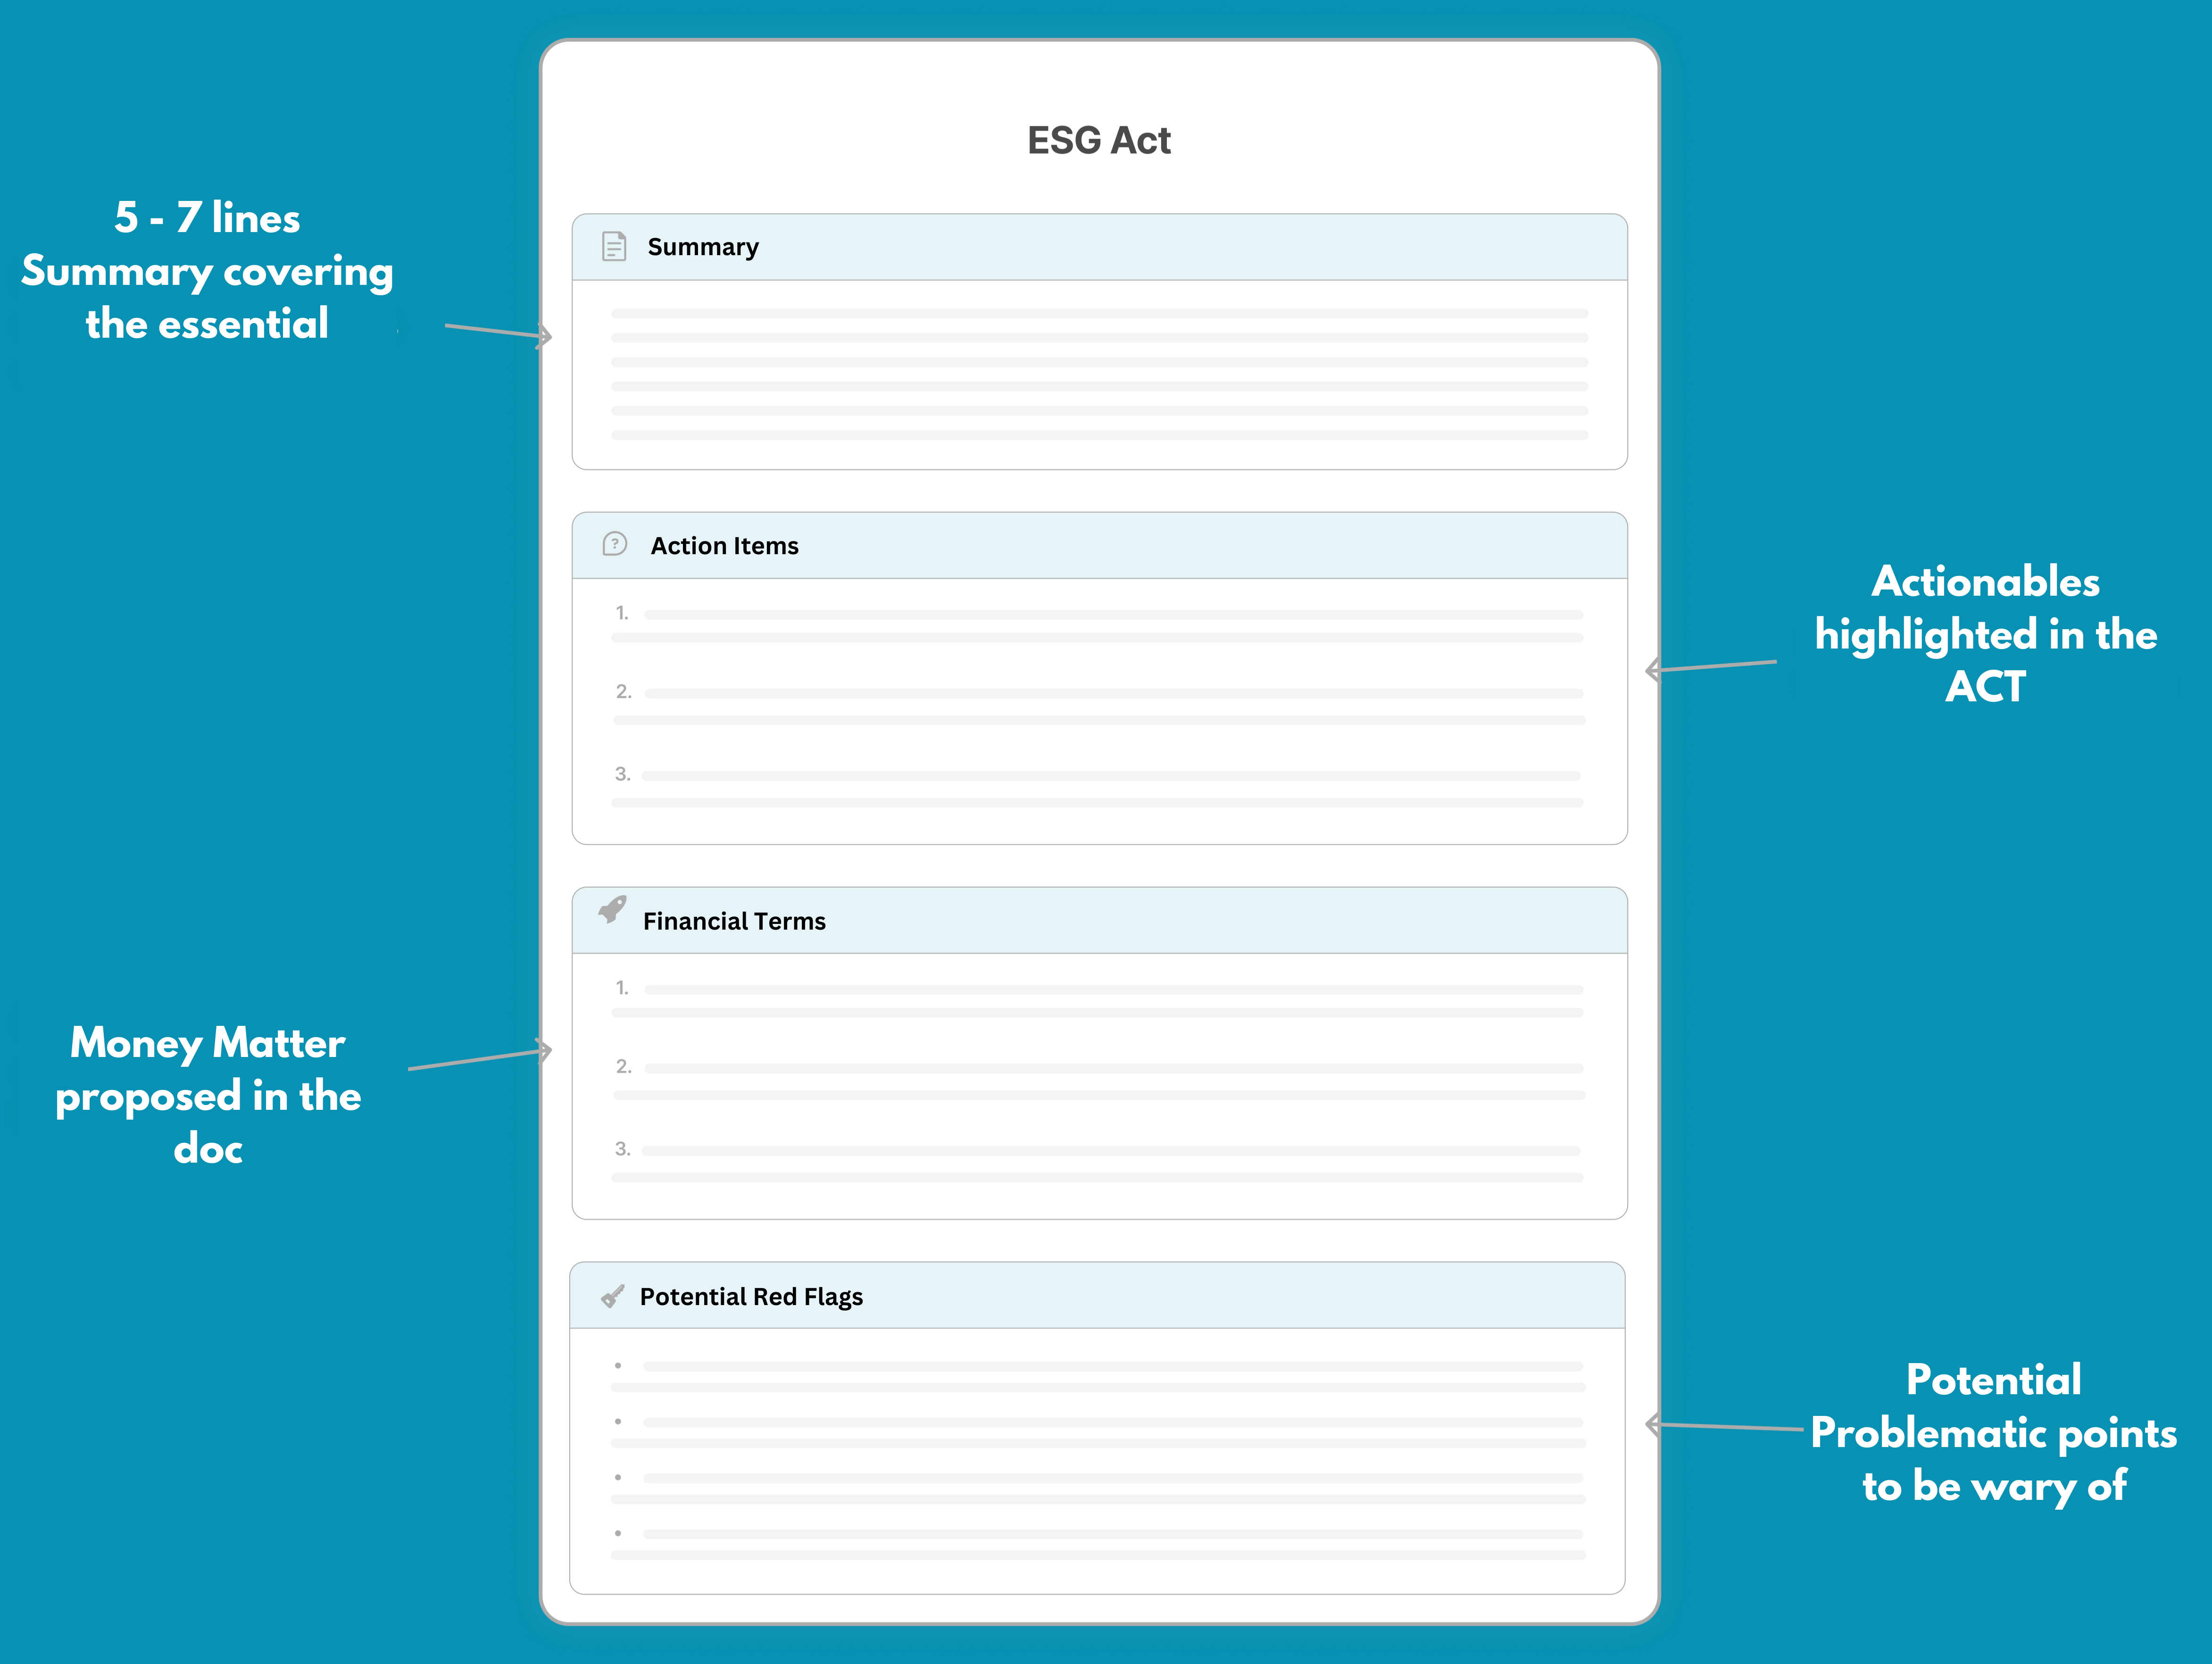 ESG Act
5 - 7 lines
Summary covering
the essential
Summary
Action Items
1.
2.
3.
Actionables
highlighted in the
ACT
Financial Terms
1.
2.
3.
Money Matter
proposed in the
doc
Potential Red Flags
•
•
•
•
Potential
Problematic points
to be wary of